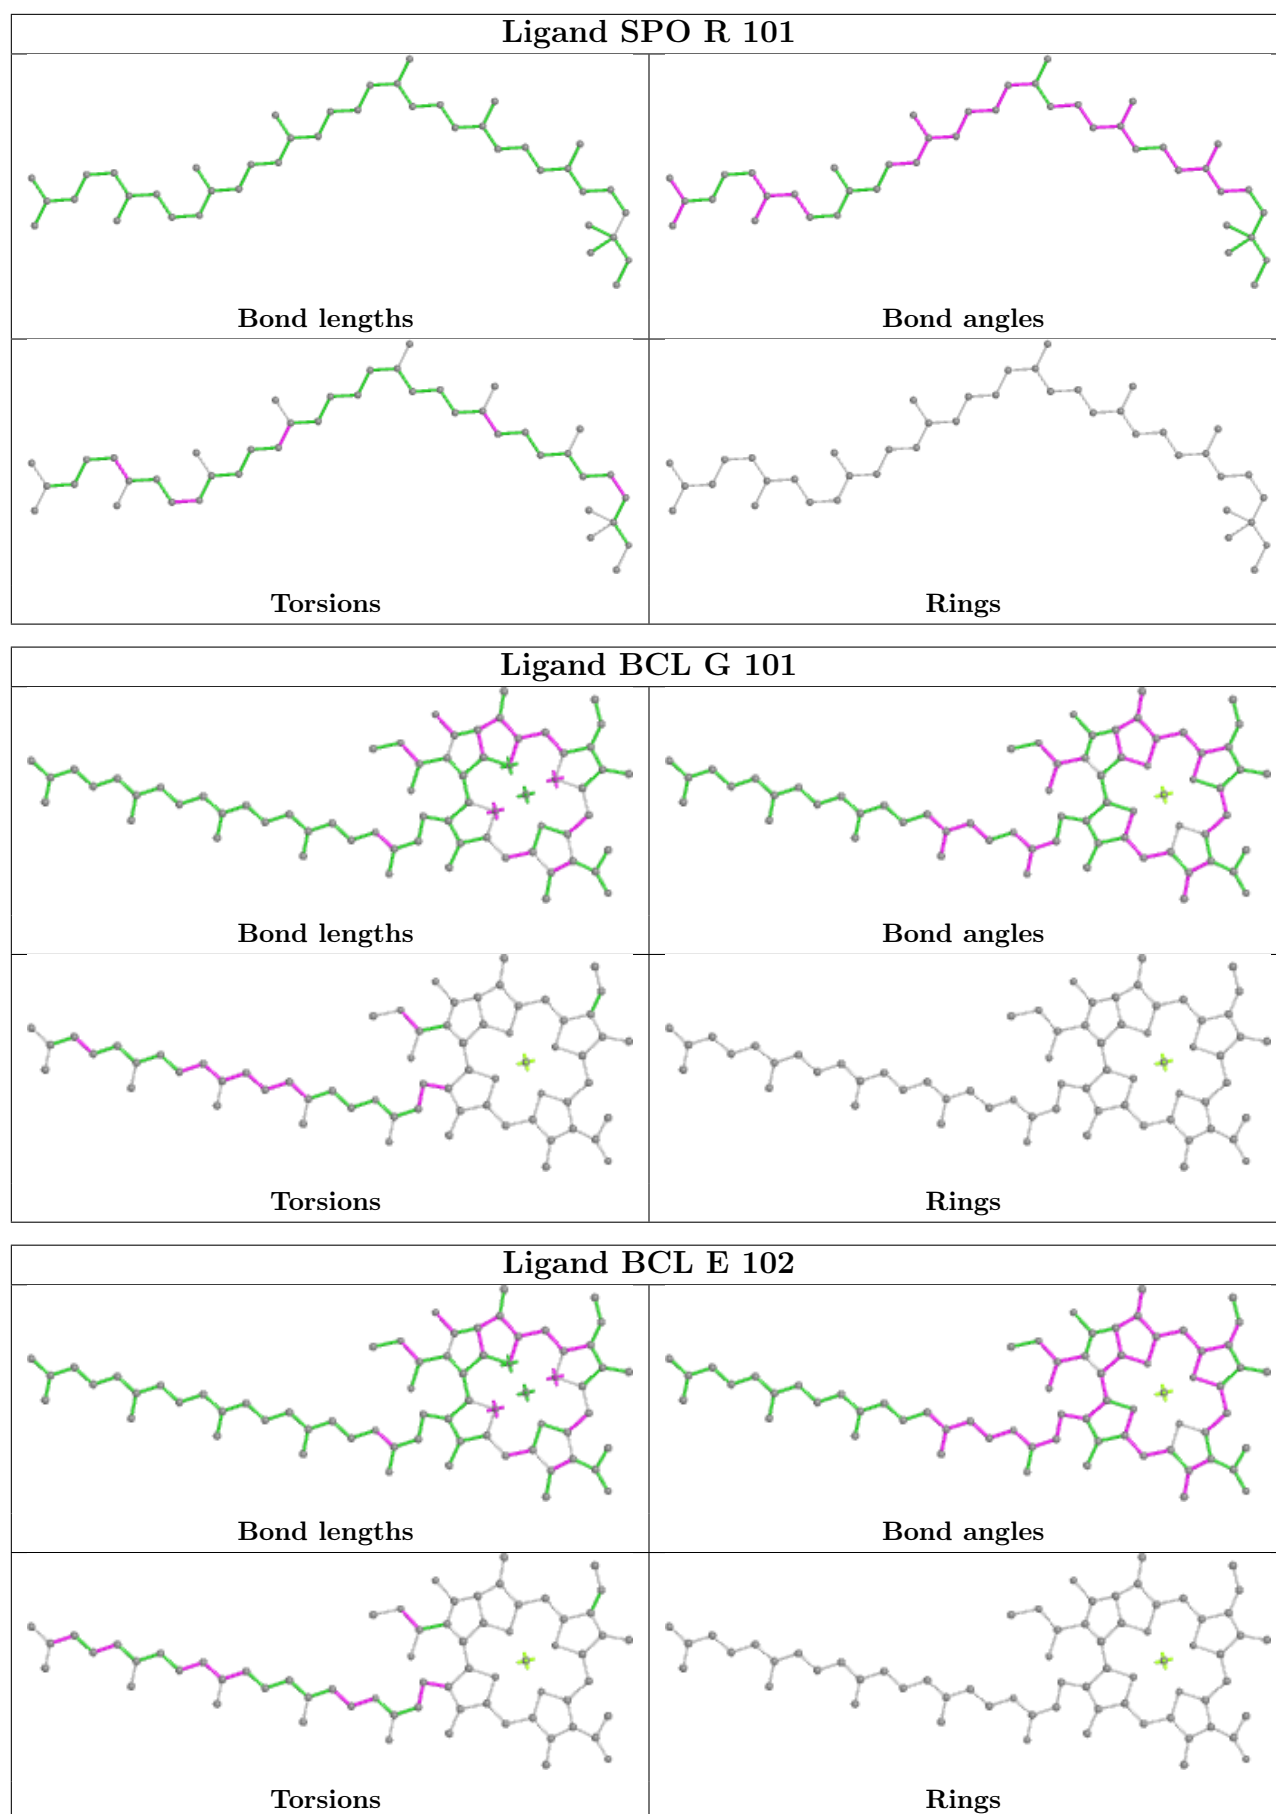 Ligand SPO R 101
Bond lengths
Bond angles
Torsions
Rings
Ligand BCL G 101
Bond lengths
Bond angles
Torsions
Rings
Ligand BCL E 102
Bond lengths
Bond angles
Torsions
Rings